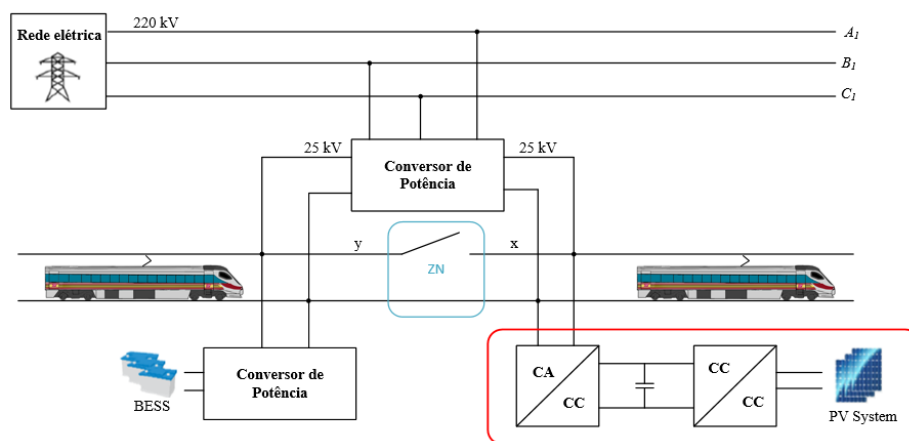 Rede elétrica
220 kV
A1
B1
C1
25 kV
25 kV
Conversor de
Potência
y
x
ZN
BESS
Conversor de
Potência
CA
CC
CC
CC
PV System